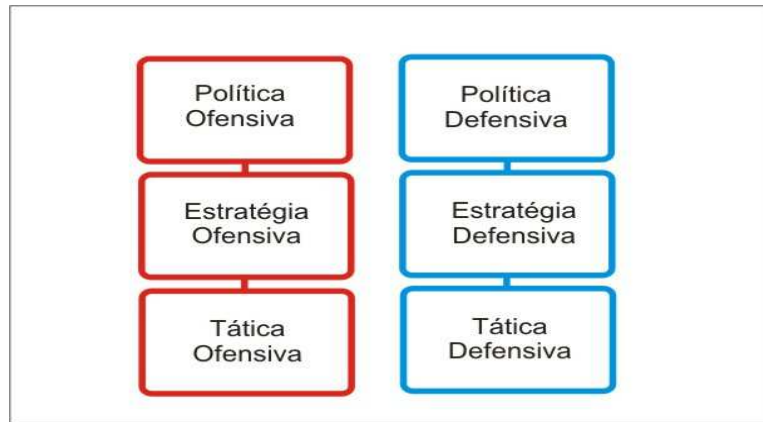 Política
Ofensiva
Estratégia
Ofensiva
Tática
Ofensiva
Política
Defensiva
Estratégia
Defensiva
Tática
Defensiva